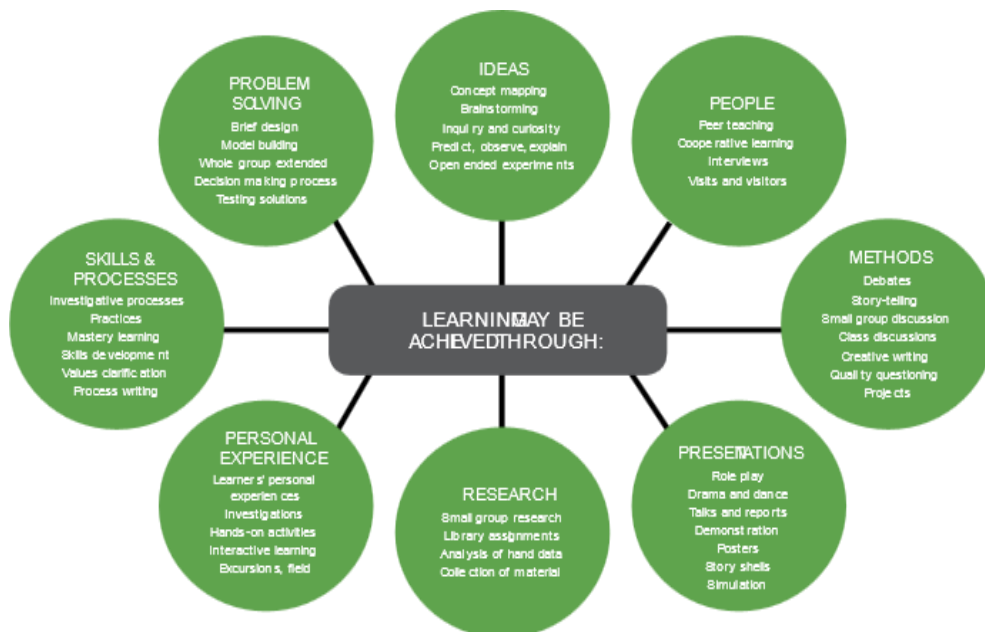 LEARNING MAY BE
ACHIEVED THROUGH:
IDEAS
Concept mapping
Brainstorming
Inquiry and curiosity
Predict, observe, explain
Open ended experiments
PEOPLE
Peer teaching
Cooperative learning
Interviews
Visits and visitors
METHODS
Debates
Story-telling
Small group discussion
Class discussions
Creative writing
Quality questioning
Projects
PRESENTATIONS
Role play
Drama and dance
Talks and reports
Demonstration
Posters
Story shells
Simulation
RESEARCH
Small group research
Library assignments
Analysis of hand data
Collection of material
PERSONAL
EXPERIENCE
Learners' personal
experiences
Investigations
Hands-on activities
Interactive learning
Excursions, field
SKILLS &
PROCESSES
Investigative processes
Practices
Mastery learning
Skills development
Values clarification
Process writing
PROBLEM
SOLVING
Brief design
Model building
Whole group extended
Decision making process
Testing solutions